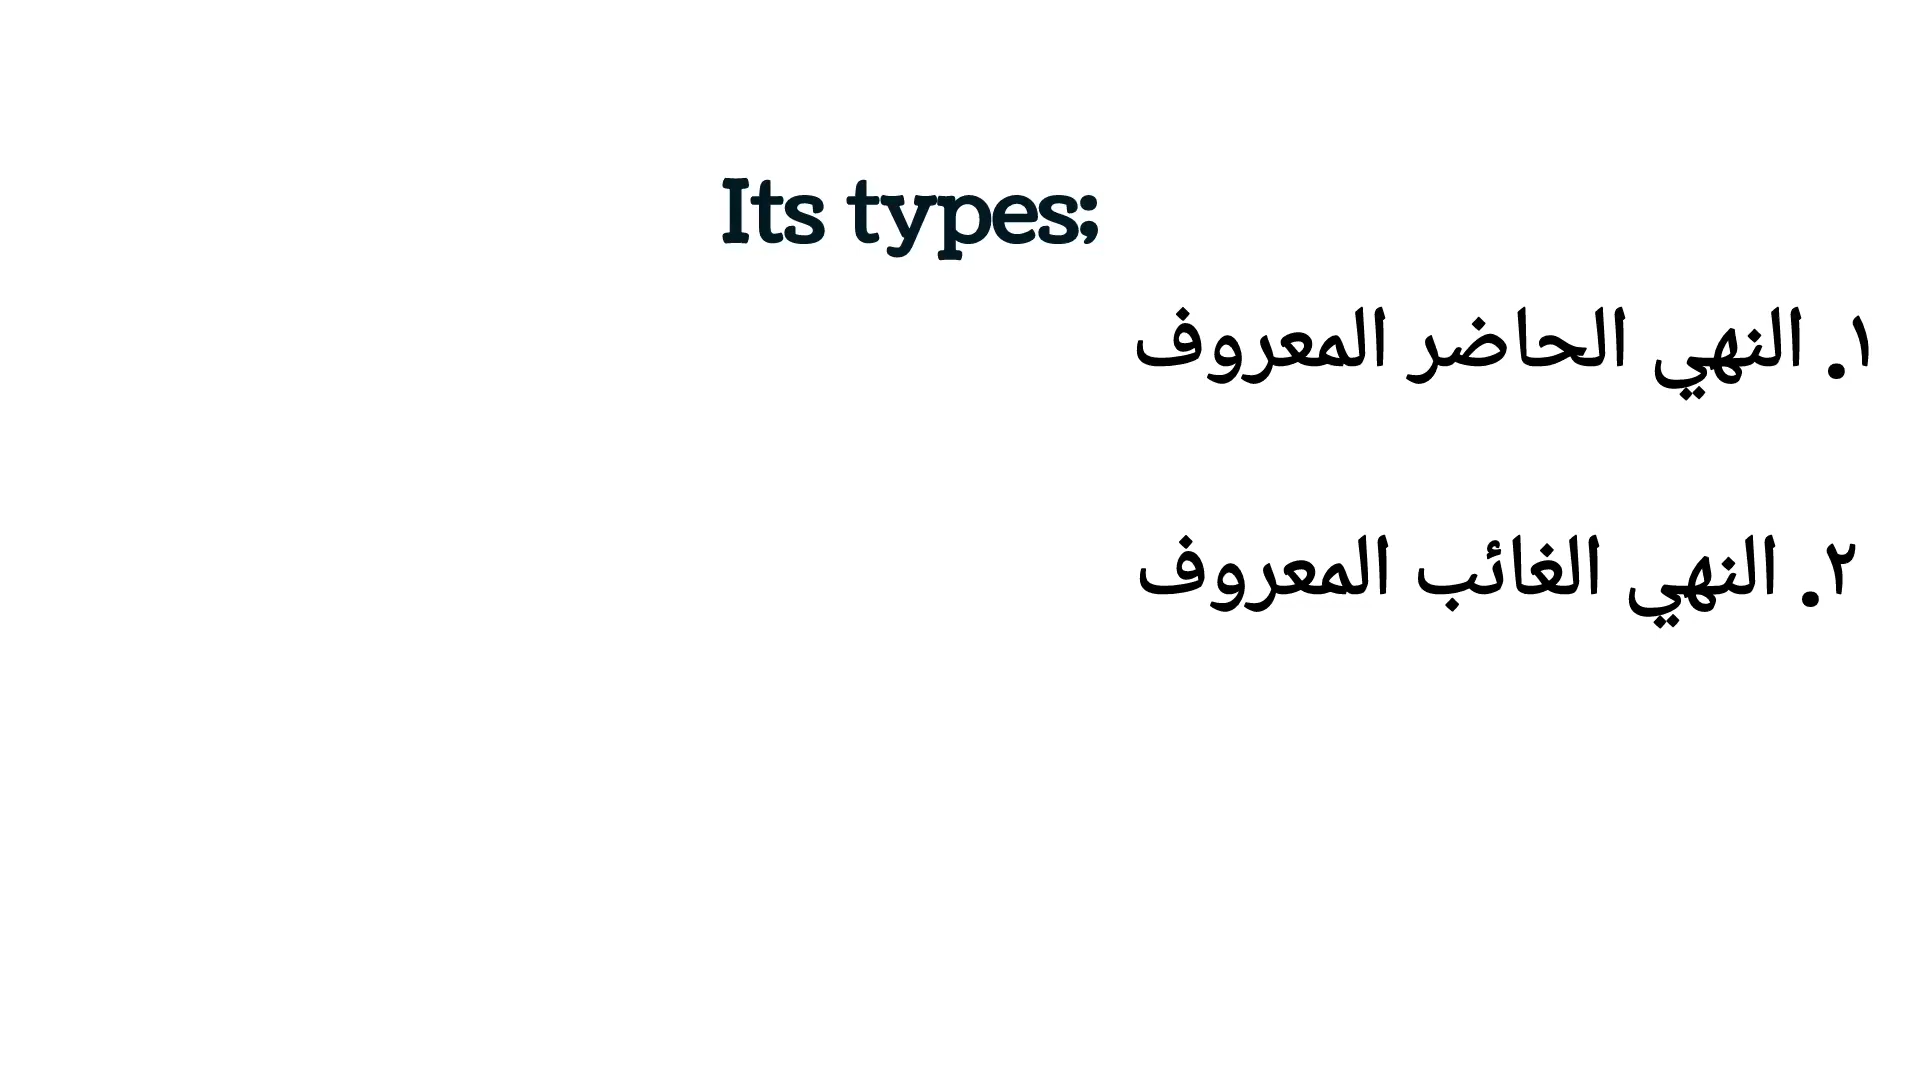 Its types;
١. النهي الحاضر المعروف
٢. النهي الغائب المعروف